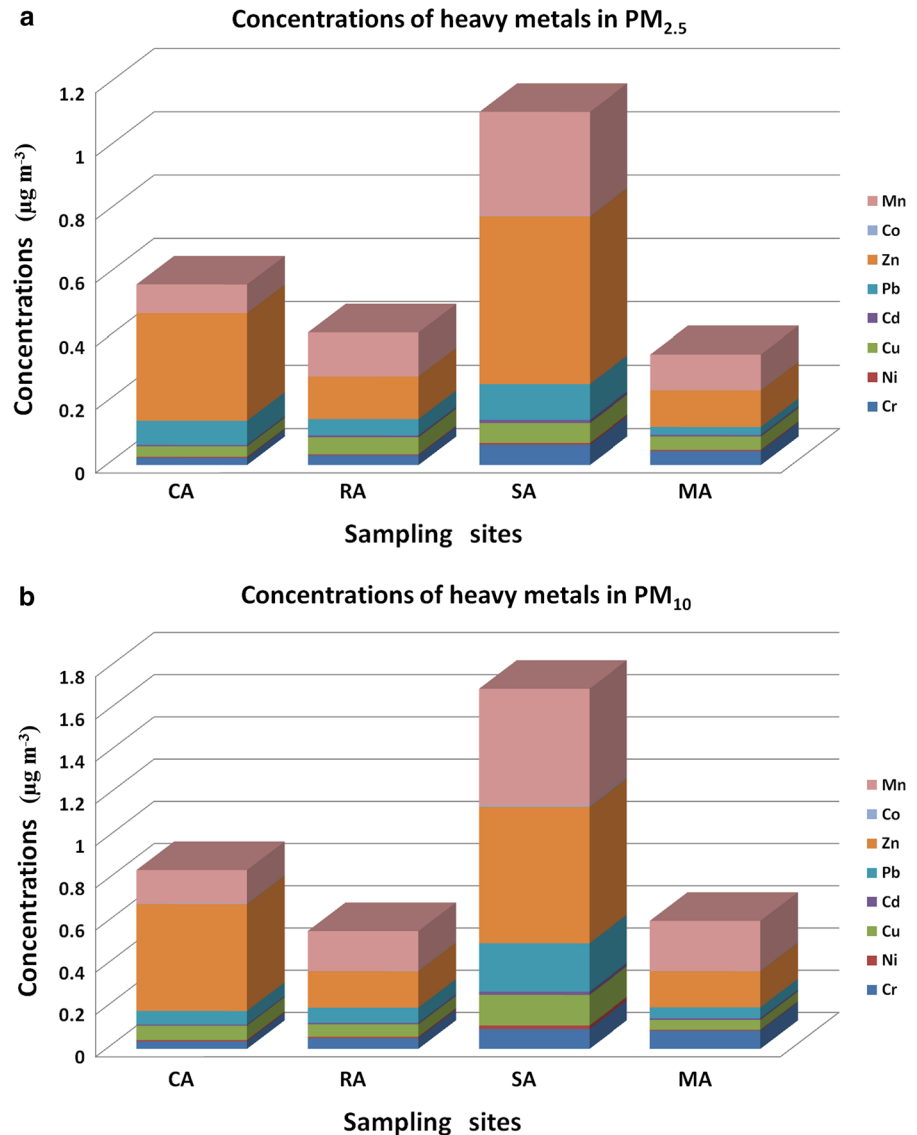 a
Concentrations of heavy metals in PM2.5
Concentrations (µg m-3)
1.2
1
0.8
0.6
0.4
0.2
0
CA RA SA MA
Sampling sites
Mn
Co
Zn
Pb
Cd
Cu
Ni
Cr
b
Concentrations of heavy metals in PM10
Concentrations (µg m-3)
1.8
1.6
1.4
1.2
1
0.8
0.6
0.4
0.2
0
CA RA SA MA
Sampling sites
Mn
Co
Zn
Pb
Cd
Cu
Ni
Cr